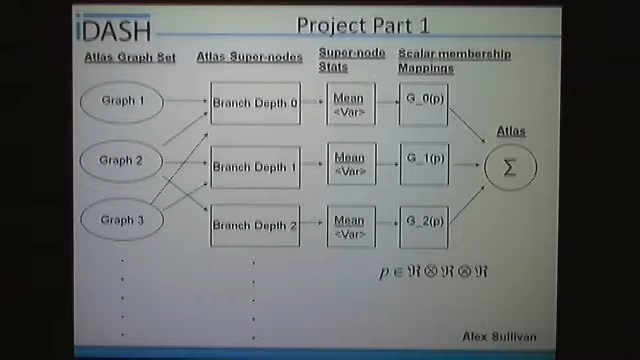 iDASH
Project Part 1
Atlas Graph Set
Atlas Super-nodes
Super-node
Stats
Scalar membership
Mappings
Graph 1
Branch Depth 0
Mean
<Var>
G_0(p)
Atlas
Graph 2
Branch Depth 1
Mean
<Var>
G_1(p)
Σ
Graph 3
Branch Depth 2
Mean
<Var>
G_2(p)
p ∈ ℜ⊗ℜ⊗ℜ
Alex Sullivan